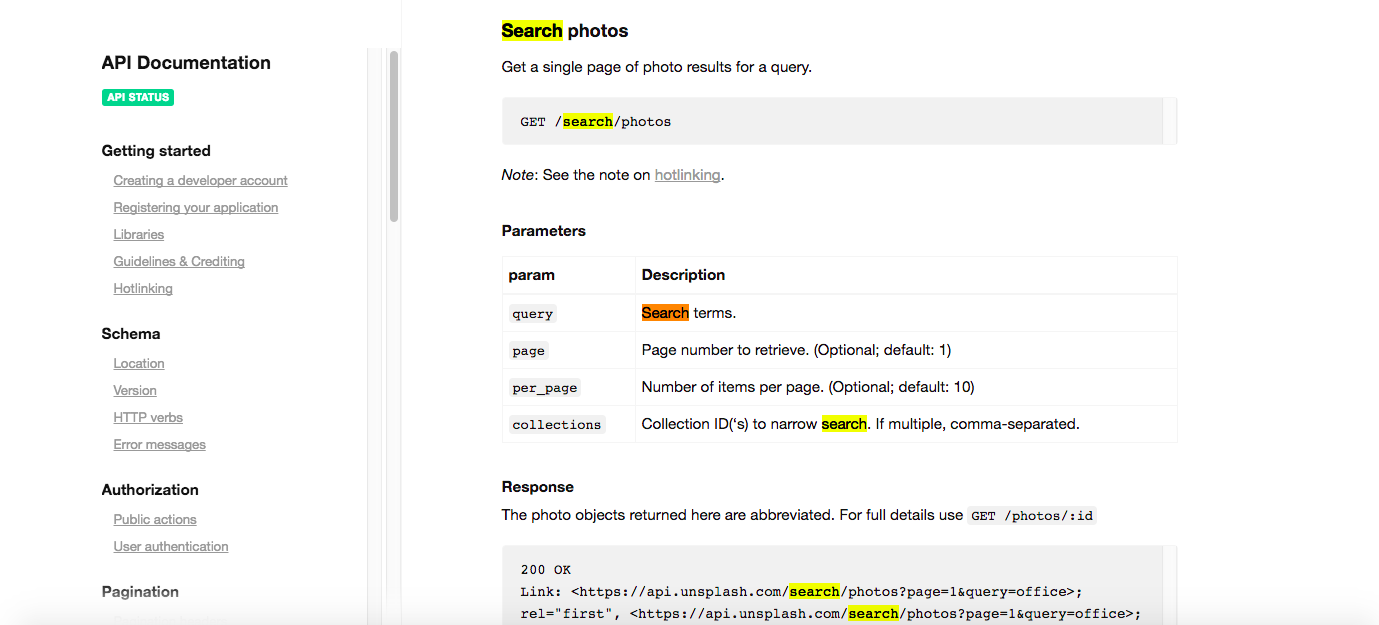 API Documentation
API STATUS
Getting started
Creating a developer account
Registering your application
Libraries
Guidelines & Crediting
Hotlinking
Schema
Location
Version
HTTP verbs
Error messages
Authorization
Public actions
User authentication
Pagination
Search photos
Get a single page of photo results for a query.
GET /search/photos
Note: See the note on hotlinking.
Parameters
param Description
query Search terms.
page Page number to retrieve. (Optional; default: 1)
per_page Number of items per page. (Optional; default: 10)
collections Collection ID(‘s) to narrow search. If multiple, comma-separated.
Response
The photo objects returned here are abbreviated. For full details use GET /photos/:id
200 OK
Link: <https://api.unsplash.com/search/photos?page=1&query=office>;
rel="first", <https://api.unsplash.com/search/photos?page=1&query=office>;